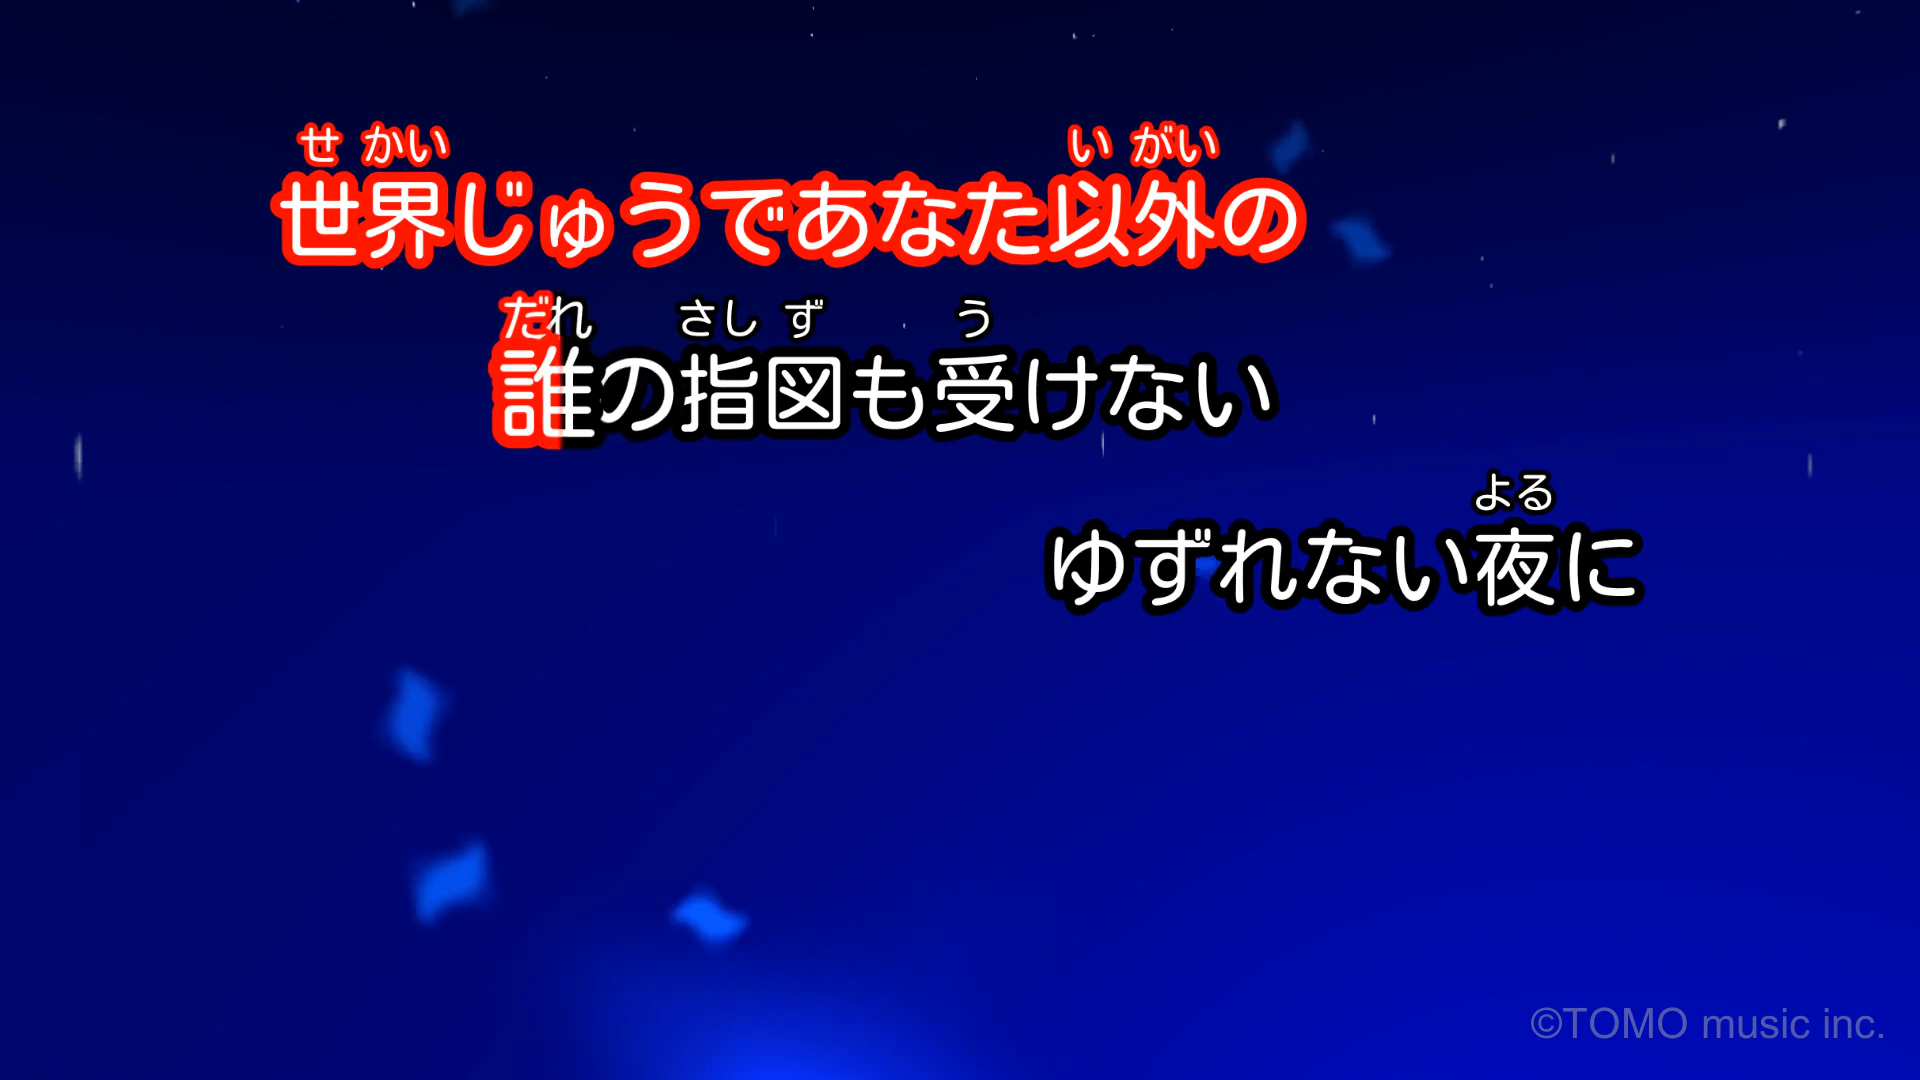 せ かい い がい
世界じゅうであなた以外の
だれ さし ず う
誰の指図も受けない
よる
ゆずれない夜に
©TOMO music inc.